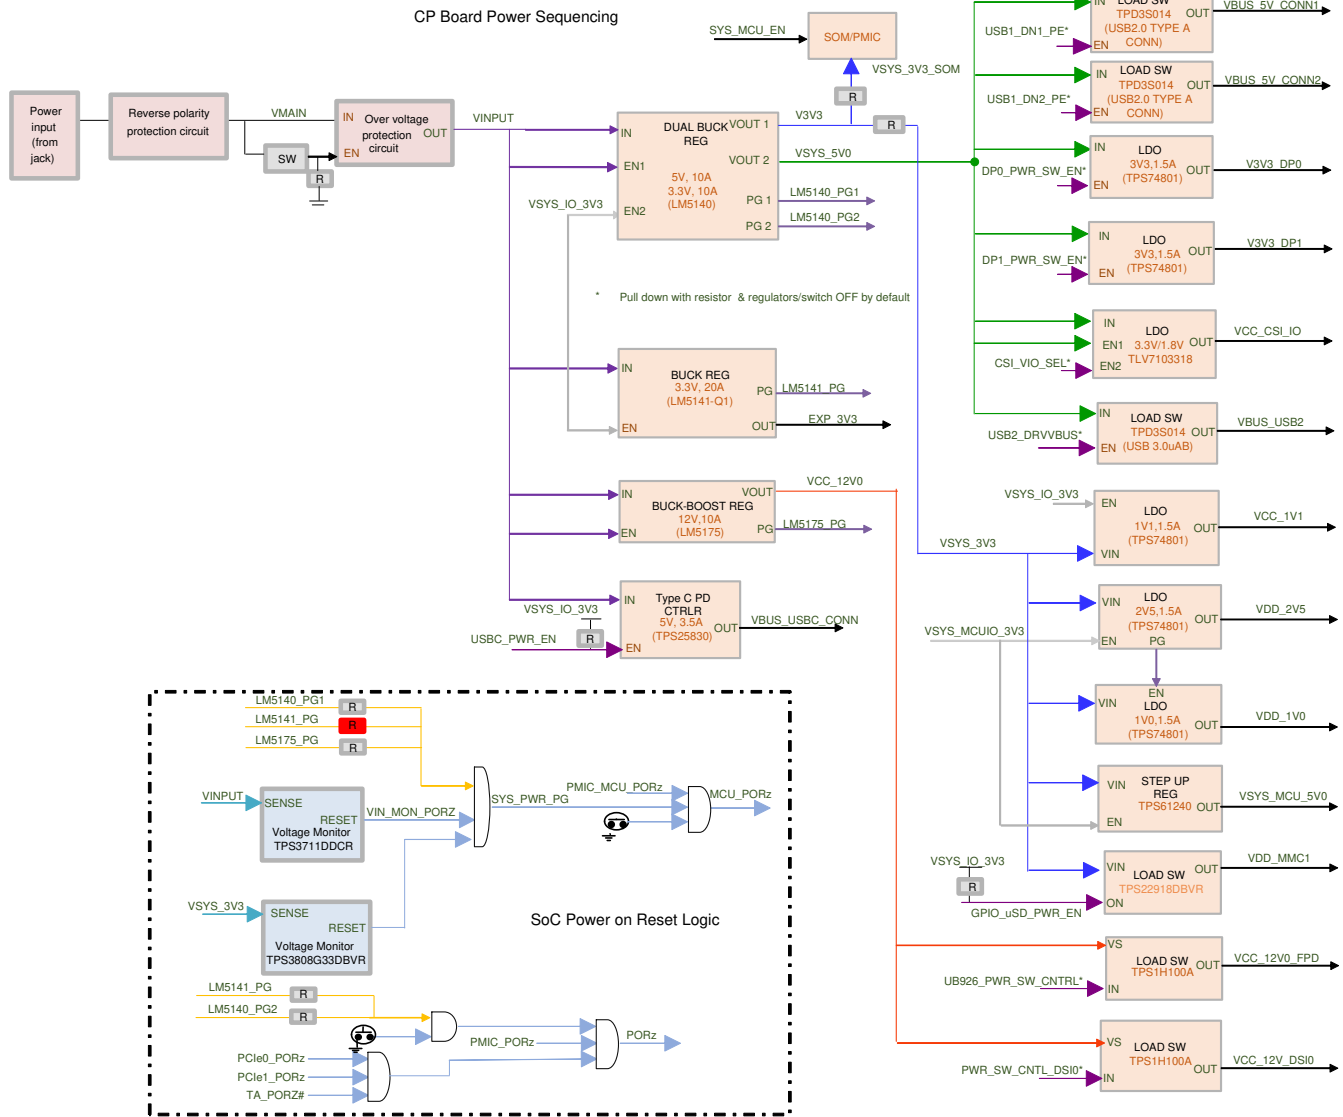 CP Board Power Sequencing
Power
input
(from
jack)
Reverse polarity
protection circuit
VMAIN
SW
R
IN
Over voltage
protection
circuit
OUT
EN
VINPUT
SYS_MCU_EN
SOM/PMIC
VSYS_3V3_SOM
R
IN
EN1
EN2
VSYS_IO_3V3
DUAL BUCK
REG
5V, 10A
3.3V, 10A
(LM5140)
VOUT 1
VOUT 2
PG 1
PG 2
V3V3
R
VSYS_5V0
LM5140_PG1
LM5140_PG2
* Pull down with resistor & regulators/switch OFF by default
IN
BUCK REG
3.3V, 20A
(LM5141-Q1)
EN
PG
LM5141_PG
OUT
EXP_3V3
IN
VOUT
BUCK-BOOST REG
12V,10A
(LM5175)
EN
PG
VCC_12V0
LM5175_PG
VSYS_IO_3V3
R
USBC_PWR_EN
IN
Type C PD
CTRLR
5V, 3.5A
(TPS25830)
OUT
EN
VBUS_USBC_CONN
IN
LOAD SW
TPD3S014
(USB2.0 TYPE A
CONN)
OUT
EN
USB1_DN1_PE*
VBUS_5V_CONN1
IN
LOAD SW
TPD3S014
(USB2.0 TYPE A
CONN)
OUT
EN
USB1_DN2_PE*
VBUS_5V_CONN2
IN
LDO
3V3,1.5A
(TPS74801)
OUT
EN
DP0_PWR_SW_EN*
V3V3_DP0
IN
LDO
3V3,1.5A
(TPS74801)
OUT
EN
DP1_PWR_SW_EN*
V3V3_DP1
IN
EN1
EN2
LDO
3.3V/1.8V
TLV7103318
OUT
CSI_VIO_SEL*
VCC_CSI_IO
IN
LOAD SW
TPD3S014
(USB 3.0uAB)
OUT
EN
USB2_DRVVBUS*
VBUS_USB2
VSYS_IO_3V3
EN
LDO
1V1,1.5A
(TPS74801)
OUT
VIN
VCC_1V1
VSYS_3V3
VIN
LDO
2V5,1.5A
(TPS74801)
OUT
EN
PG
VDD_2V5
VSYS_MCUIO_3V3
EN
VIN
LDO
1V0,1.5A
(TPS74801)
OUT
VDD_1V0
VIN
STEP UP
REG
TPS61240
OUT
EN
VSYS_MCU_5V0
VSYS_IO_3V3
R
GPIO_uSD_PWR_EN
VIN
LOAD SW
TPS22918DBVR
OUT
ON
VDD_MMC1
VS
LOAD SW
TPS1H100A
OUT
IN
UB926_PWR_SW_CNTRL*
VCC_12V0_FPD
VS
LOAD SW
TPS1H100A
OUT
IN
PWR_SW_CNTL_DSI0*
VCC_12V_DSI0
LM5140_PG1
R
LM5141_PG
R
LM5175_PG
R
VINPUT
SENSE
RESET
Voltage Monitor
TPS3711DDCR
VIN_MON_PORZ
SYS_PWR_PG
PMIC_MCU_PORz
MCU_PORz
VSYS_3V3
SENSE
RESET
Voltage Monitor
TPS3808G33DBVR
SoC Power on Reset Logic
LM5141_PG
R
LM5140_PG2
R
PMIC_PORz
PORz
PCIe0_PORz
PCIe1_PORz
TA_PORZ#